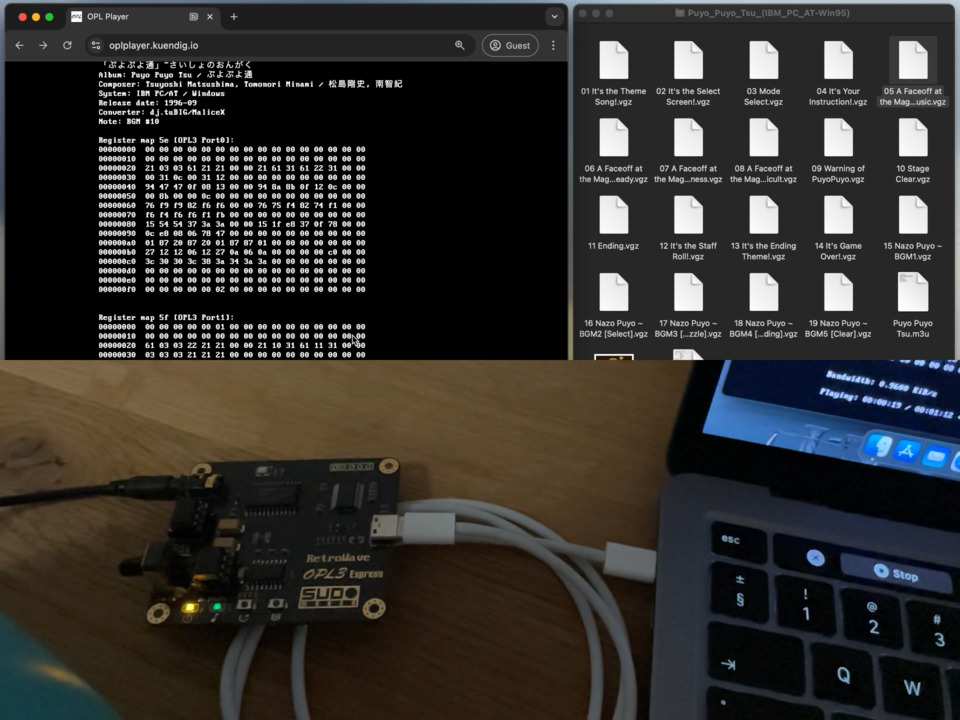 OPL Player
oplplayer.kuendig.io
Guest
「ぷよぷよ通」~さいしょのおんがく
Album: Puyo Puyo Tsu / ぷよぷよ通
Composer: Tsuyoshi Matsushima, Tomonori Minami / 松島剛史, 南智紀
System: IBM PC/AT / Windows
Release date: 1996-09
Converter: dj.tuBIG/MaliceX
Note: BGM #10
Register map 5e [OPL3 Port0]:
00000000 00 00 00 00 00 00 00 00 00 00 00 00 00 00 00 00
00000010 00 00 00 00 00 00 00 00 00 00 00 00 00 00 00 00
00000020 21 03 03 61 21 21 00 00 21 61 31 61 22 31 00 00
00000030 00 31 0c 00 31 12 00 00 00 00 00 00 00 00 00 00
00000040 94 47 47 0f 08 13 00 00 94 8a 8b 0f 12 0c 00 00
00000050 00 8b 00 00 0c 00 00 00 00 00 00 00 00 00 00 00
00000060 76 f9 f9 82 f6 f6 00 00 76 75 f4 82 74 f1 00 00
00000070 f6 f4 f6 f6 f1 fb 00 00 00 00 00 00 00 00 00 00
00000080 15 54 54 37 3a 3a 00 00 15 1f e8 37 0f 78 00 00
00000090 0c e8 08 06 78 47 00 00 00 00 00 00 00 00 00 00
000000a0 01 87 20 87 20 01 87 87 01 00 00 00 00 00 00 00
000000b0 27 12 12 06 12 27 0a 06 0a 00 00 00 00 c0 00 00
000000c0 3c 30 30 3c 38 3a 34 3a 3a 00 00 00 00 00 00 00
000000d0 00 00 00 00 00 00 00 00 00 00 00 00 00 00 00 00
000000e0 00 00 00 00 00 00 00 00 00 00 00 00 00 00 00 00
000000f0 00 00 00 00 00 02 00 00 00 00 00 00 00 00 00 00
Register map 5f [OPL3 Port1]:
00000000 00 00 00 00 00 01 00 00 00 00 00 00 00 00 00 00
00000010 00 00 00 00 00 00 00 00 00 00 00 00 00 00 00 00
00000020 61 03 03 22 21 21 00 00 21 10 31 61 11 31 00 00
00000030 03 03 03 21 21 21 00 00 00 00 00 00 00 00 00 00
Puyo_Puyo_Tsu_(IBM_PC_AT-Win95)
01 It's the Theme Song!.vgz
02 It's the Select Screen!.vgz
03 Mode Select.vgz
04 It's Your Instruction!.vgz
05 A Faceoff at the Mag...usic.vgz
06 A Faceoff at the Mag...eady.vgz
07 A Faceoff at the Mag...ness.vgz
08 A Faceoff at the Mag...icult.vgz
09 Warning of PuyoPuyo.vgz
10 Stage Clear.vgz
11 Ending.vgz
12 It's the Staff Roll!.vgz
13 It's the Ending Theme!.vgz
14 It's Game Over!.vgz
15 Nazo Puyo ~ BGM1.vgz
16 Nazo Puyo ~ BGM2 [Select].vgz
17 Nazo Puyo ~ BGM3 [...zzle].vgz
18 Nazo Puyo ~ BGM4 [...ding].vgz
19 Nazo Puyo ~ BGM5 [Clear].vgz
Puyo Puyo Tsu.m3u
Bandwidth: 0.9600 KiB/s
Playing: 00:00:19 / 00:01:12
RetroWave
OPL3 Express
SUDO
esc
Stop
± §
! 1
@ 2
# 3
Q
W